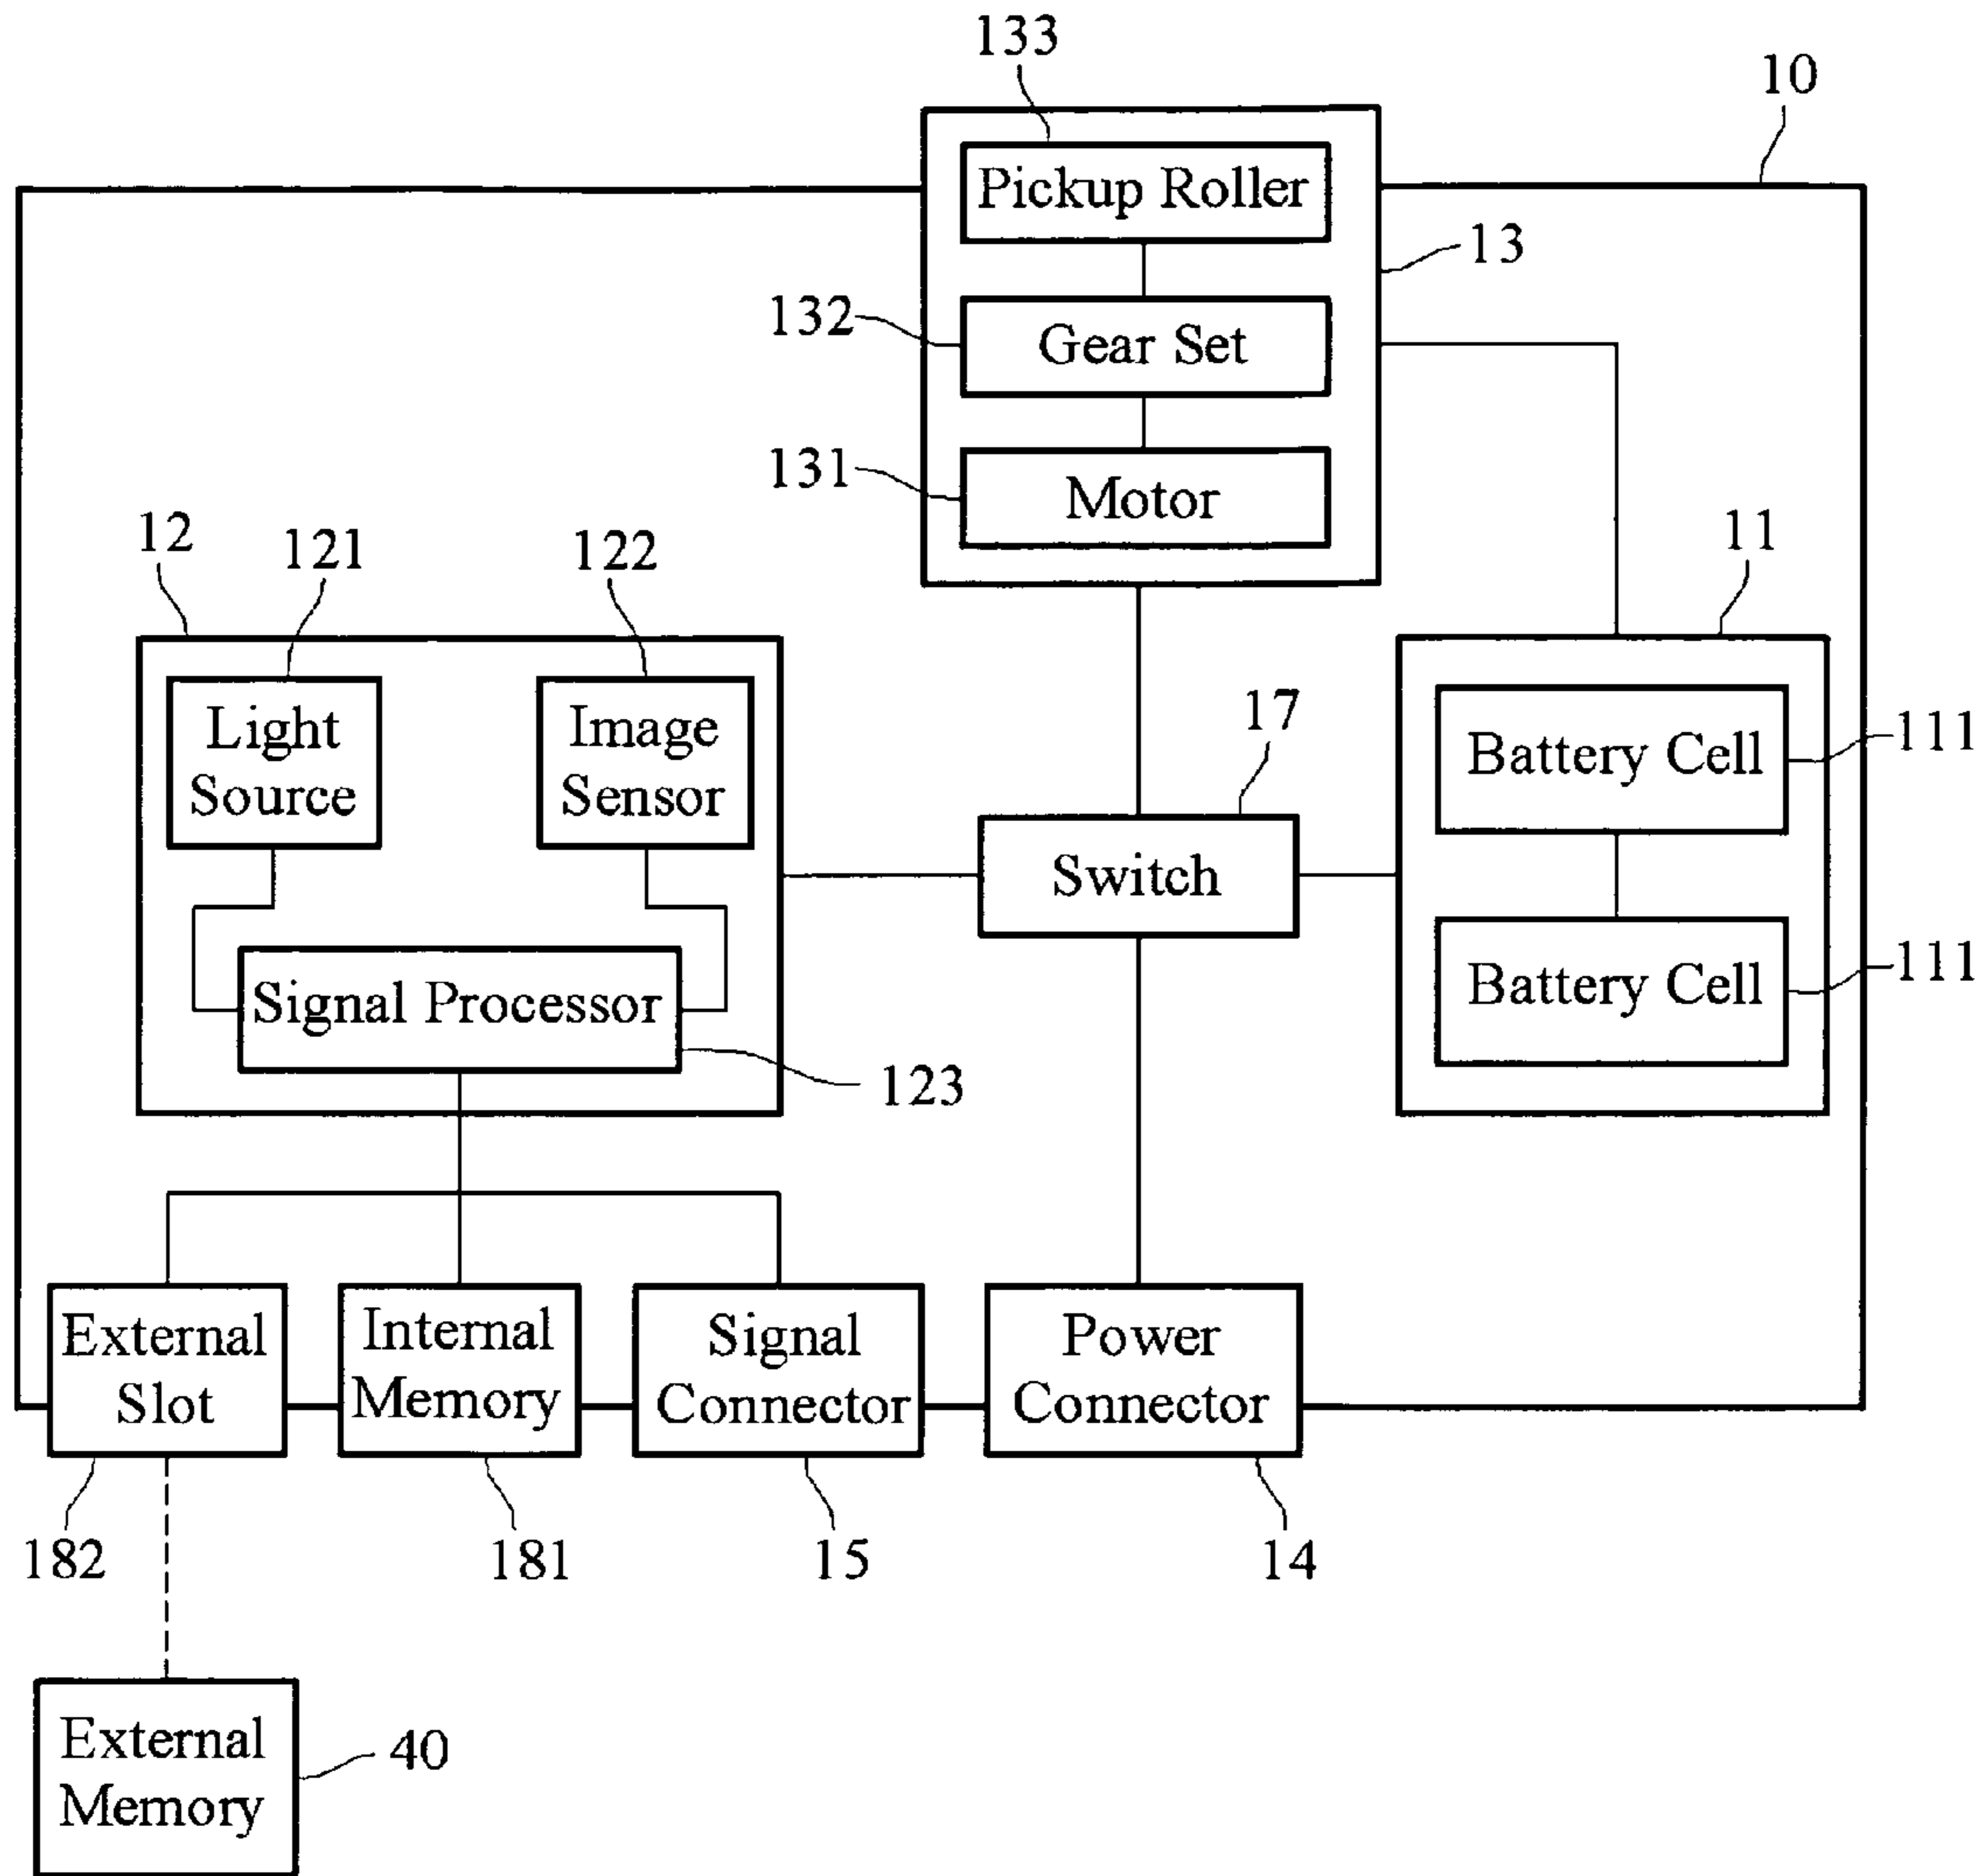 133
10
Pickup Roller
13
132
Gear Set
131
Motor
12
121
122
11
Light
Source
Image
Sensor
17
Battery Cell
111
Switch
Battery Cell
111
Signal Processor
123
External
Slot
Internal
Memory
Signal
Connector
Power
Connector
182
181
15
14
External
Memory
40